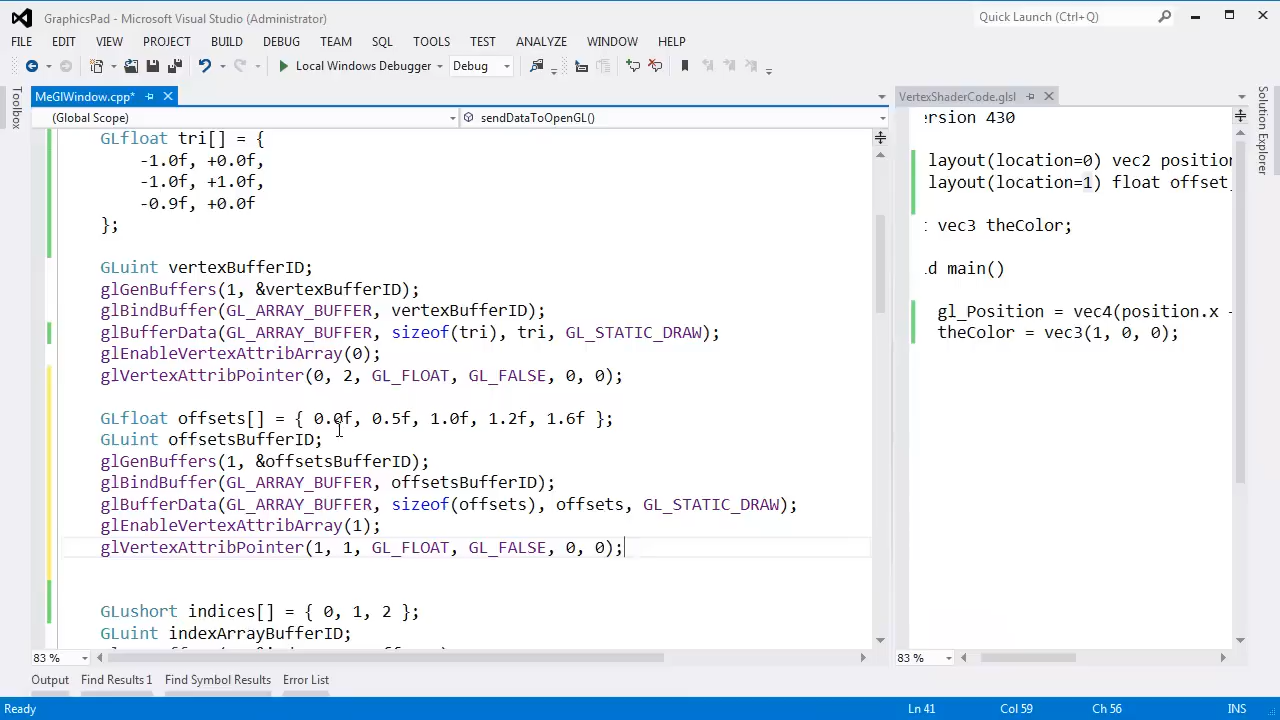 GraphicsPad - Microsoft Visual Studio (Administrator)
Quick Launch (Ctrl+Q)
FILE EDIT VIEW PROJECT BUILD DEBUG TEAM SQL TOOLS TEST ANALYZE WINDOW HELP
Local Windows Debugger Debug
Toolbox
MeGlWindow.cpp*
VertexShaderCode.glsl
Solution Explorer
(Global Scope) sendDataToOpenGL()
GLfloat tri[] = {
-1.0f, +0.0f,
-1.0f, +1.0f,
-0.9f, +0.0f
};
GLuint vertexBufferID;
glGenBuffers(1, &vertexBufferID);
glBindBuffer(GL_ARRAY_BUFFER, vertexBufferID);
glBufferData(GL_ARRAY_BUFFER, sizeof(tri), tri, GL_STATIC_DRAW);
glEnableVertexAttribArray(0);
glVertexAttribPointer(0, 2, GL_FLOAT, GL_FALSE, 0, 0);
GLfloat offsets[] = { 0.0f, 0.5f, 1.0f, 1.2f, 1.6f };
GLuint offsetsBufferID;
glGenBuffers(1, &offsetsBufferID);
glBindBuffer(GL_ARRAY_BUFFER, offsetsBufferID);
glBufferData(GL_ARRAY_BUFFER, sizeof(offsets), offsets, GL_STATIC_DRAW);
glEnableVertexAttribArray(1);
glVertexAttribPointer(1, 1, GL_FLOAT, GL_FALSE, 0, 0);
GLushort indices[] = { 0, 1, 2 };
GLuint indexArrayBufferID;
ersion 430
layout(location=0) vec2 position
layout(location=1) float offset
vec3 theColor;
d main()
gl_Position = vec4(position.x
theColor = vec3(1, 0, 0);
83 %
83 %
Output Find Results 1 Find Symbol Results Error List
Ready Ln 41 Col 59 Ch 56 INS